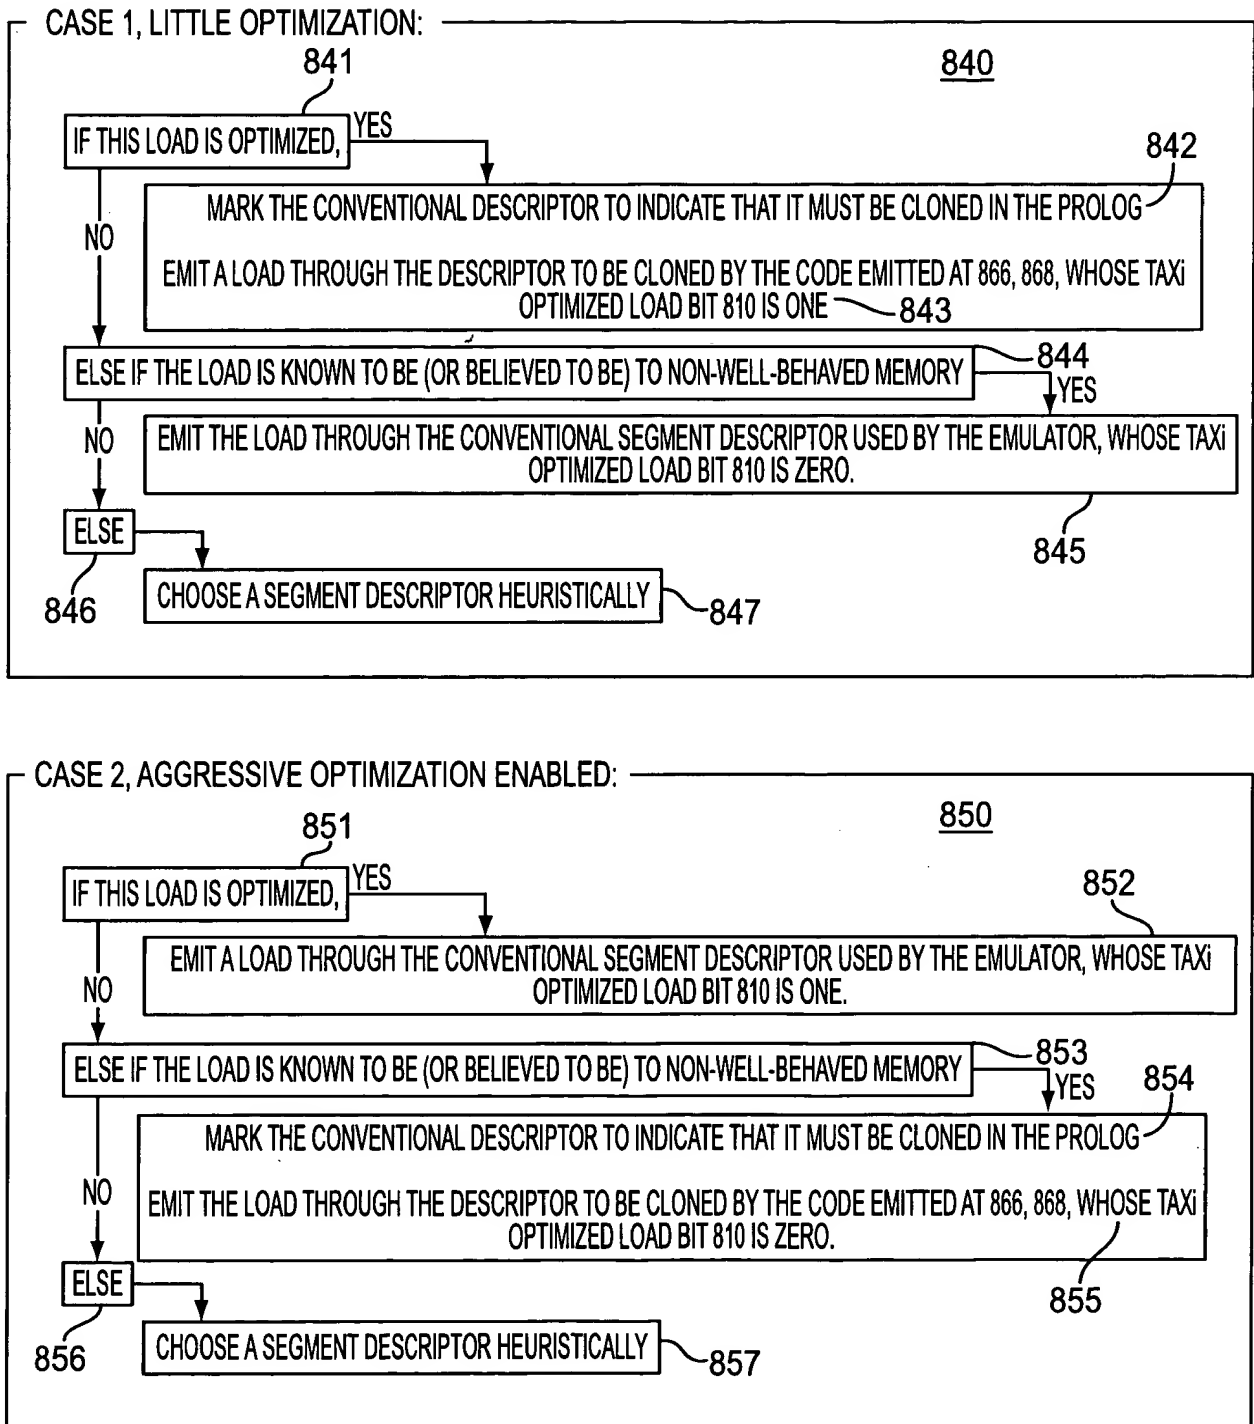 CASE 1, LITTLE OPTIMIZATION:
840
841
IF THIS LOAD IS OPTIMIZED,
YES
842
NO
MARK THE CONVENTIONAL DESCRIPTOR TO INDICATE THAT IT MUST BE CLONED IN THE PROLOG
EMIT A LOAD THROUGH THE DESCRIPTOR TO BE CLONED BY THE CODE EMITTED AT 866, 868, WHOSE TAXi
OPTIMIZED LOAD BIT 810 IS ONE
843
844
ELSE IF THE LOAD IS KNOWN TO BE (OR BELIEVED TO BE) TO NON-WELL-BEHAVED MEMORY
YES
NO
EMIT THE LOAD THROUGH THE CONVENTIONAL SEGMENT DESCRIPTOR USED BY THE EMULATOR, WHOSE TAXi
OPTIMIZED LOAD BIT 810 IS ZERO.
845
ELSE
846
CHOOSE A SEGMENT DESCRIPTOR HEURISTICALLY
847
CASE 2, AGGRESSIVE OPTIMIZATION ENABLED:
850
851
IF THIS LOAD IS OPTIMIZED,
YES
852
NO
EMIT A LOAD THROUGH THE CONVENTIONAL SEGMENT DESCRIPTOR USED BY THE EMULATOR, WHOSE TAXi
OPTIMIZED LOAD BIT 810 IS ONE.
853
ELSE IF THE LOAD IS KNOWN TO BE (OR BELIEVED TO BE) TO NON-WELL-BEHAVED MEMORY
YES
854
NO
MARK THE CONVENTIONAL DESCRIPTOR TO INDICATE THAT IT MUST BE CLONED IN THE PROLOG
EMIT THE LOAD THROUGH THE DESCRIPTOR TO BE CLONED BY THE CODE EMITTED AT 866, 868, WHOSE TAXi
OPTIMIZED LOAD BIT 810 IS ZERO.
855
ELSE
856
CHOOSE A SEGMENT DESCRIPTOR HEURISTICALLY
857